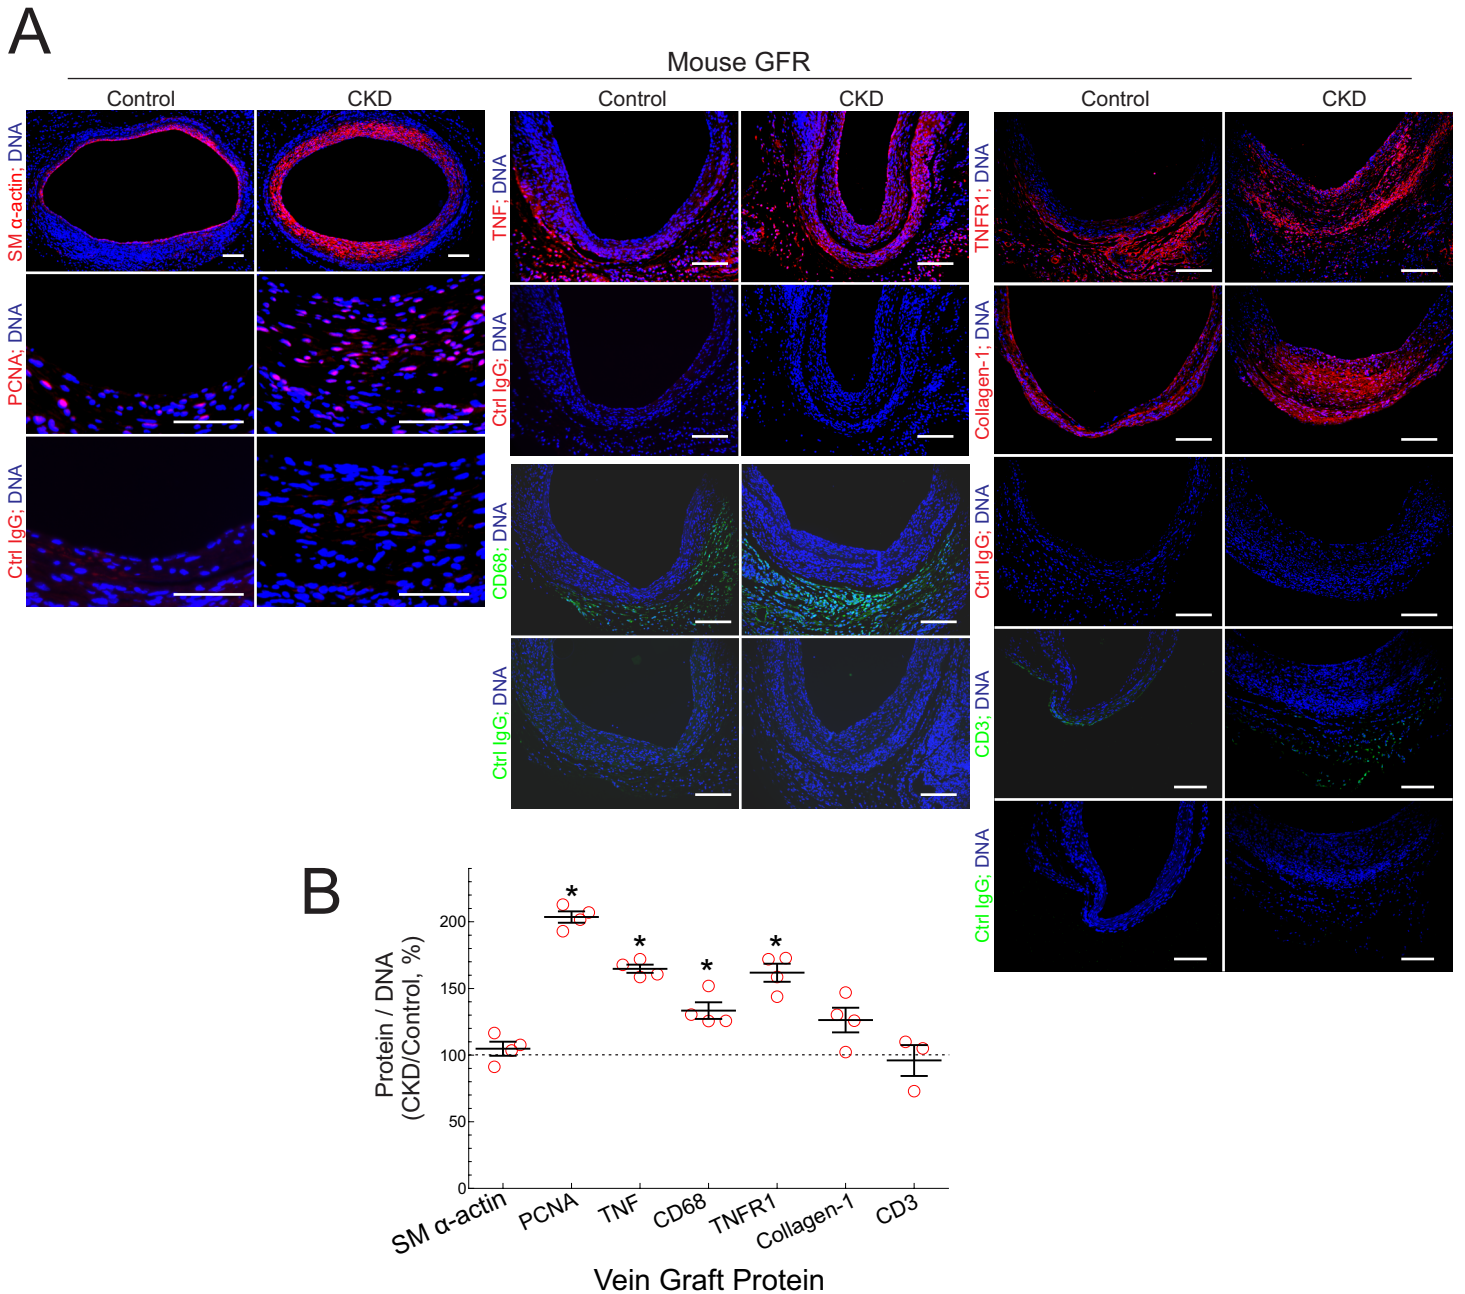 A
Mouse GFR
Control
CKD
Control
CKD
Control
CKD
SM α-actin; DNA
PCNA; DNA
Ctrl IgG; DNA
TNF; DNA
Ctrl IgG; DNA
CD68; DNA
Ctrl IgG; DNA
TNFR1; DNA
Collagen-1; DNA
Ctrl IgG; DNA
CD3; DNA
Ctrl IgG; DNA
B
Protein / DNA
(CKD/Control, %)
200
150
100
50
0
*
*
*
*
SM α-actin
PCNA
TNF
CD68
TNFR1
Collagen-1
CD3
Vein Graft Protein